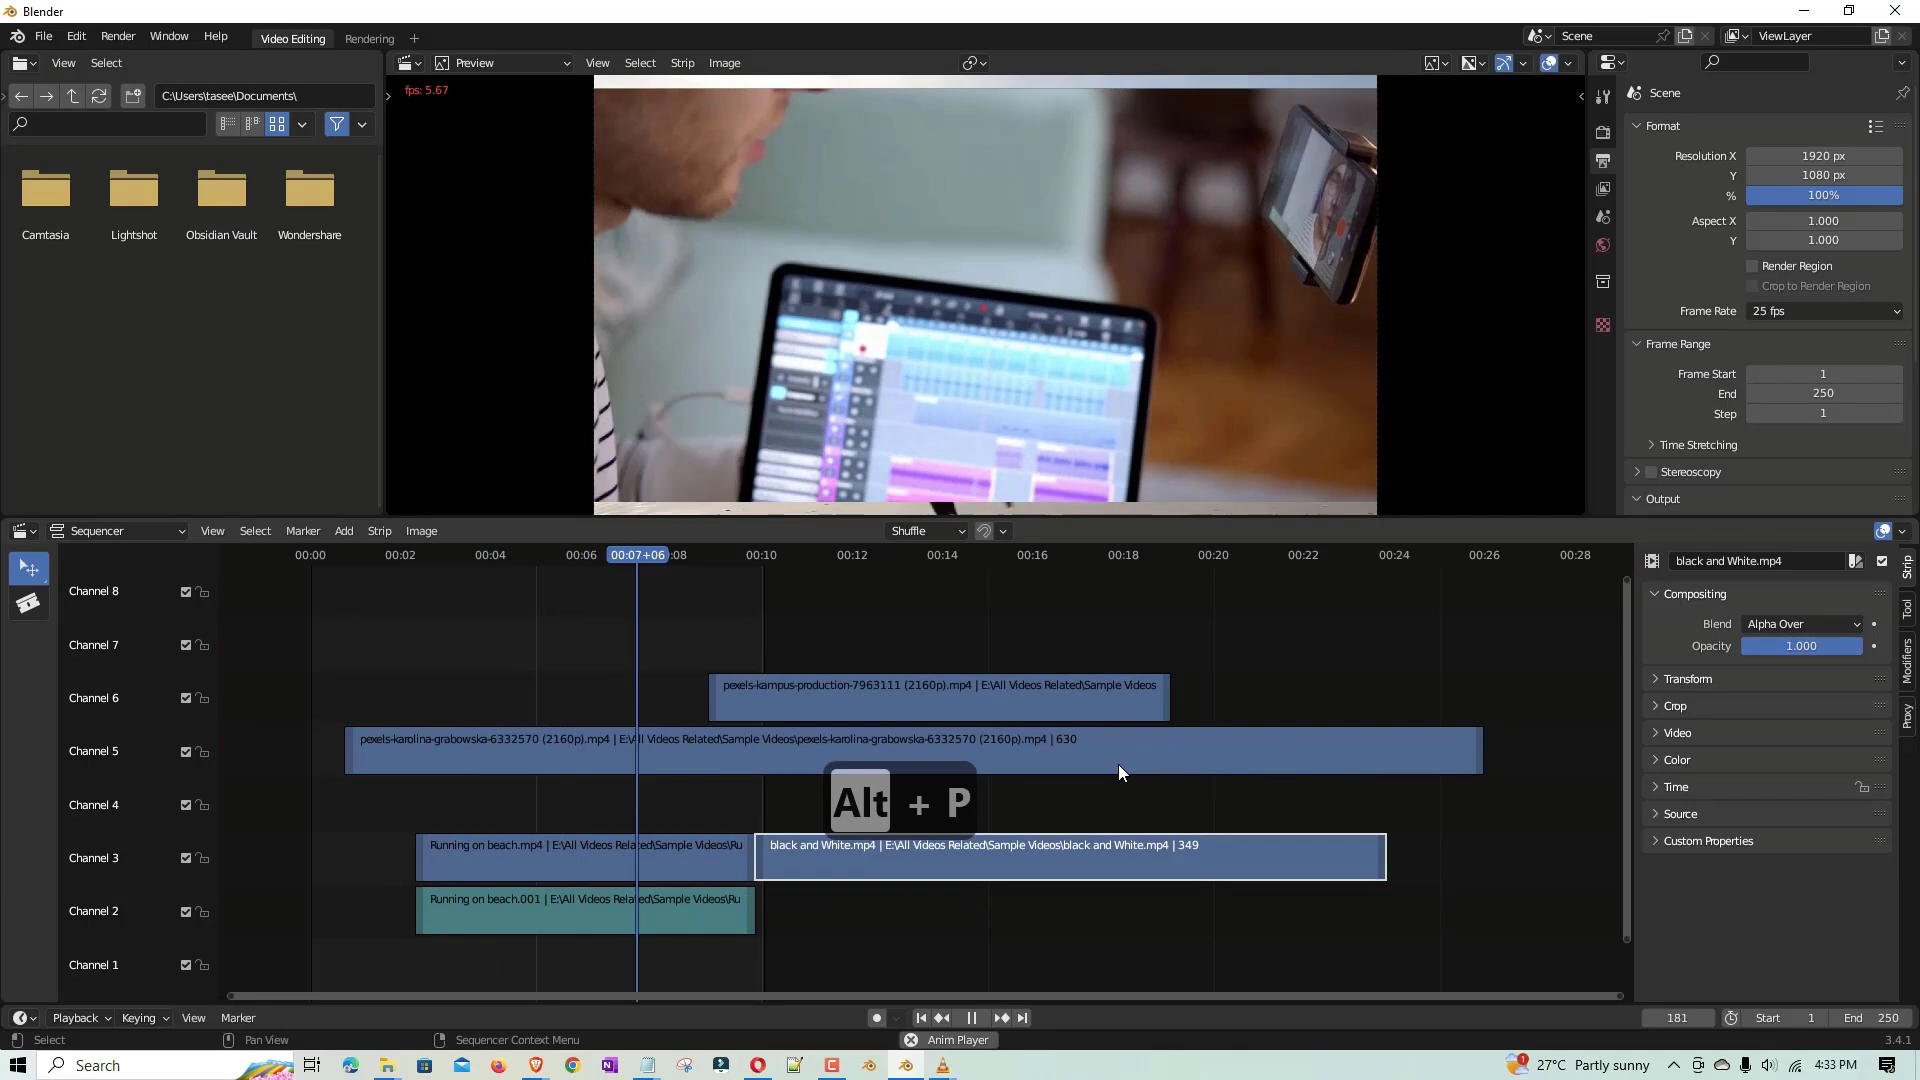 Blender
File Edit Render Window Help Video Editing Rendering + Scene ViewLayer
View Select Preview View Select Strip Image
C:\Users\tasee\Documents\ fps: 5.67 Scene
Format
Camtasia Lightshot Obsidian Vault Wondershare
Resolution X 1920 px
Y 1080 px
% 100%
Aspect X 1.000
Y 1.000
Render Region
Crop to Render Region
Frame Rate 25 fps
Frame Range
Frame Start 1
End 250
Step 1
Time Stretching
Stereoscopy
Output
Sequencer View Select Marker Add Strip Image Shuffle
00:00 00:02 00:04 00:06 00:07+06 :08 00:10 00:12 00:14 00:16 00:18 00:20 00:22 00:24 00:26 00:28
black and White.mp4
Strip
Tool
Modifiers
Proxy
Compositing
Blend Alpha Over
Opacity 1.000
Transform
Crop
Video
Color
Time
Source
Custom Properties
Channel 8
Channel 7
Channel 6
pexels-kampus-production-7963111 (2160p).mp4 | E:\All Videos Related\Sample Videos
Channel 5
pexels-karolina-grabowska-6332570 (2160p).mp4 | E:\All Videos Related\Sample Videos\pexels-karolina-grabowska-6332570 (2160p).mp4 | 630
Channel 4
Alt + P
Channel 3
Running on beach.mp4 | E:\All Videos Related\Sample Videos\Ru
black and White.mp4 | E:\All Videos Related\Sample Videos\black and White.mp4 | 349
Channel 2
Running on beach.001 | E:\All Videos Related\Sample Videos\Ru
Channel 1
Playback Keying View Marker 181 Start 1 End 250
Select Pan View Sequencer Context Menu Anim Player 3.4.1
Search 1 27°C Partly sunny 4:33 PM